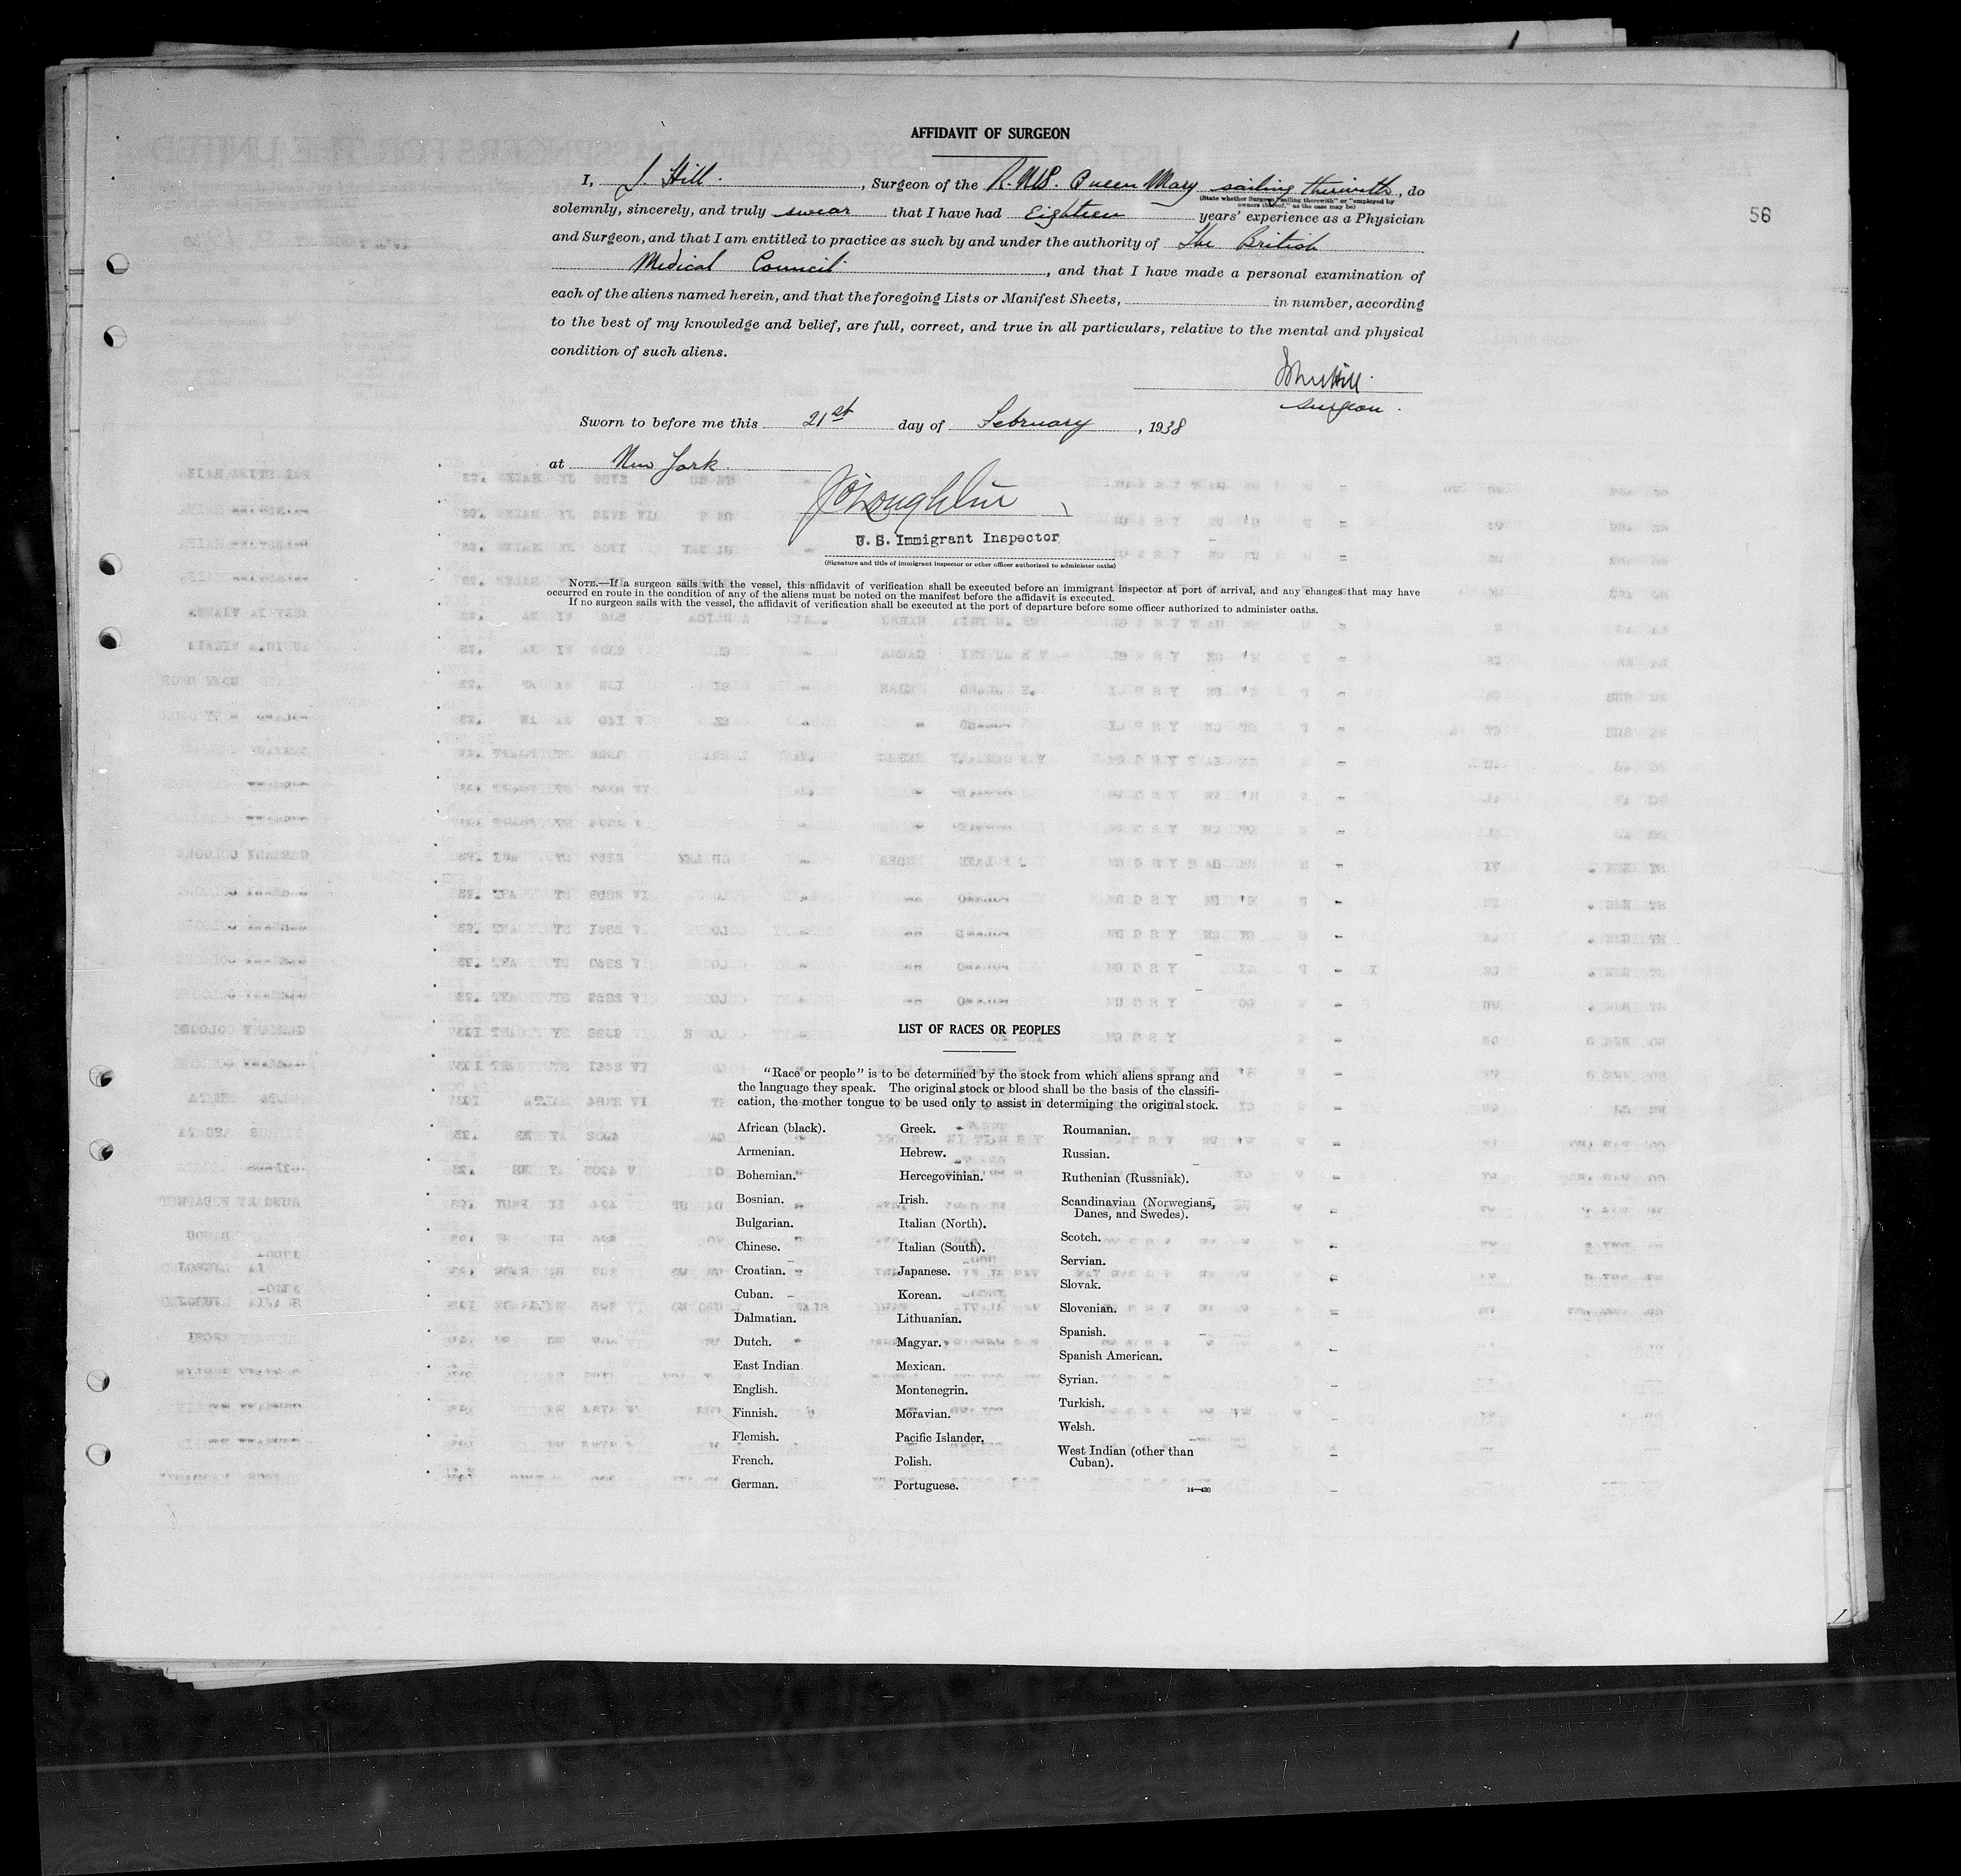 AFFIDAVIT OF SURGEON
I, J. Hill. , Surgeon of the R.M.S. Queen Mary sailing therewith, do
(State whether Surgeon "sailing therewith" or "employed by
owners thereof," as the case may be)
solemnly, sincerely, and truly swear that I have had Eighteen years' experience as a Physician
56
and Surgeon, and that I am entitled to practice as such by and under the authority of The British
Medical Council , and that I have made a personal examination of
each of the aliens named herein, and that the foregoing Lists or Manifest Sheets, in number, according
to the best of my knowledge and belief, are full, correct, and true in all particulars, relative to the mental and physical
condition of such aliens.
John Hill.
Surgeon.
Sworn to before me this 21st day of February , 1938
at New York.
J O'Loughlin
U. S. Immigrant Inspector
(Signature and title of immigrant inspector or other officer authorized to administer oaths)
NOTE.—If a surgeon sails with the vessel, this affidavit of verification shall be executed before an immigrant inspector at port of arrival, and any changes that may have
occurred en route in the condition of any of the aliens must be noted on the manifest before the affidavit is executed.
If no surgeon sails with the vessel, the affidavit of verification shall be executed at the port of departure before some officer authorized to administer oaths.
LIST OF RACES OR PEOPLES
"Race or people" is to be determined by the stock from which aliens sprang and
the language they speak. The original stock or blood shall be the basis of the classifi-
cation, the mother tongue to be used only to assist in determining the original stock.
African (black).
Armenian.
Bohemian.
Bosnian.
Bulgarian.
Chinese.
Croatian.
Cuban.
Dalmatian.
Dutch.
East Indian
English.
Finnish.
Flemish.
French.
German.
Greek.
Hebrew.
Hercegovinian.
Irish.
Italian (North).
Italian (South).
Japanese.
Korean.
Lithuanian.
Magyar.
Mexican.
Montenegrin.
Moravian.
Pacific Islander,
Polish.
Portuguese.
Roumanian.
Russian.
Ruthenian (Russniak).
Scandinavian (Norwegians,
Danes, and Swedes).
Scotch.
Servian.
Slovak.
Slovenian.
Spanish.
Spanish American.
Syrian.
Turkish.
Welsh.
West Indian (other than
Cuban).
14—430